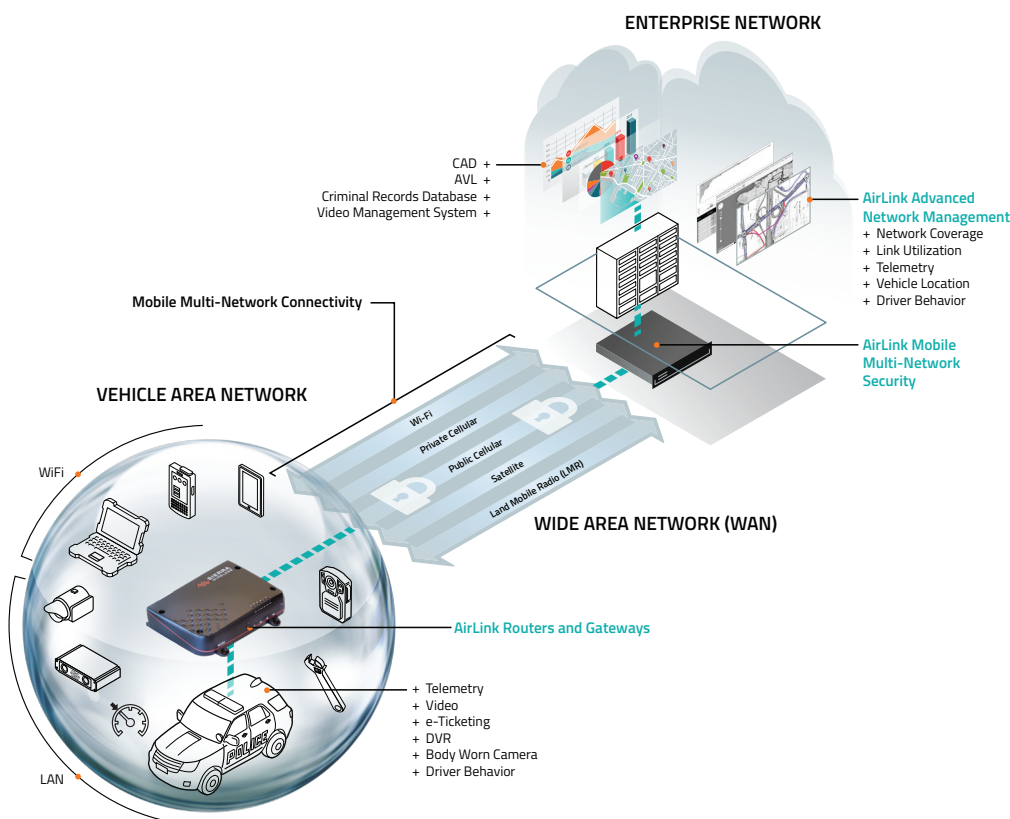 ENTERPRISE NETWORK
CAD +
AVL +
Criminal Records Database +
Video Management System +
AirLink Advanced
Network Management
+ Network Coverage
+ Link Utilization
+ Telemetry
+ Vehicle Location
+ Driver Behavior
Mobile Multi-Network Connectivity
AirLink Mobile
Multi-Network
Security
VEHICLE AREA NETWORK
Wi-Fi
Private Cellular
Public Cellular
Satellite
Land Mobile Radio (LMR)
WiFi
WIDE AREA NETWORK (WAN)
SIERRA
WIRELESS
AirLink Routers and Gateways
+ Telemetry
+ Video
+ e-Ticketing
+ DVR
+ Body Worn Camera
+ Driver Behavior
POLICE
LAN